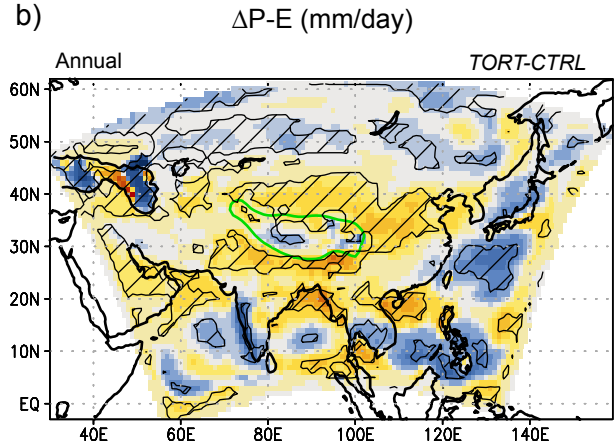 b)
ΔP-E (mm/day)
Annual
TORT-CTRL
60N
50N
40N
30N
20N
10N
EQ
40E
60E
80E
100E
120E
140E